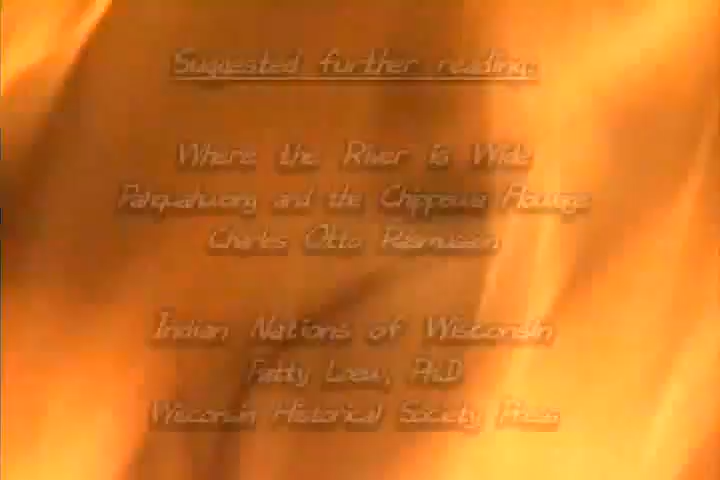 Suggested further reading:
Where the River is Wide
Pahquahwong and the Chippewa Flowage
Charles Otto Rasmussen
Indian Nations of Wisconsin
Patty Loew, PhD
Wisconsin Historical Society Press